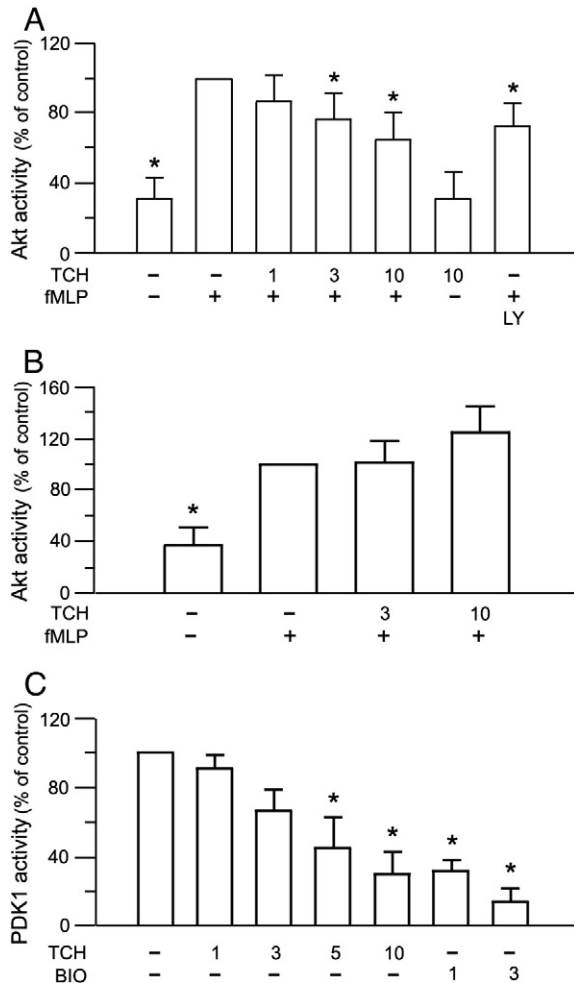 A
Akt activity (% of control)
120
80
40
0
* * * *
TCH – – 1 3 10 10 –
fMLP – + + + + – +
LY
B
Akt activity (% of control)
160
120
80
40
0
*
TCH – – 3 10
fMLP – + + +
C
PDK1 activity (% of control)
120
80
40
0
* * * *
TCH – 1 3 5 10 – –
BIO – – – – – 1 3